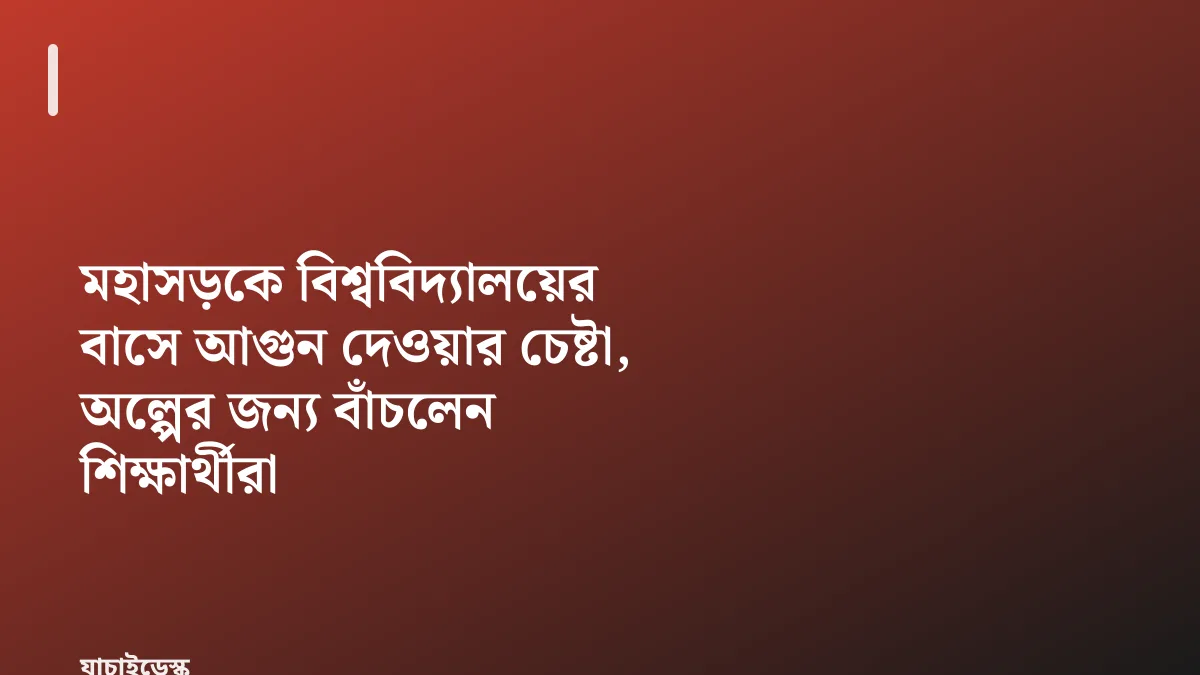 মহাসড়কে বিশ্ববিদ্যালয়ের
বাসে আগুন দেওয়ার চেষ্টা,
অল্পের জন্য বাঁচলেন
শিক্ষার্থীরা
যাচাইডেস্ক